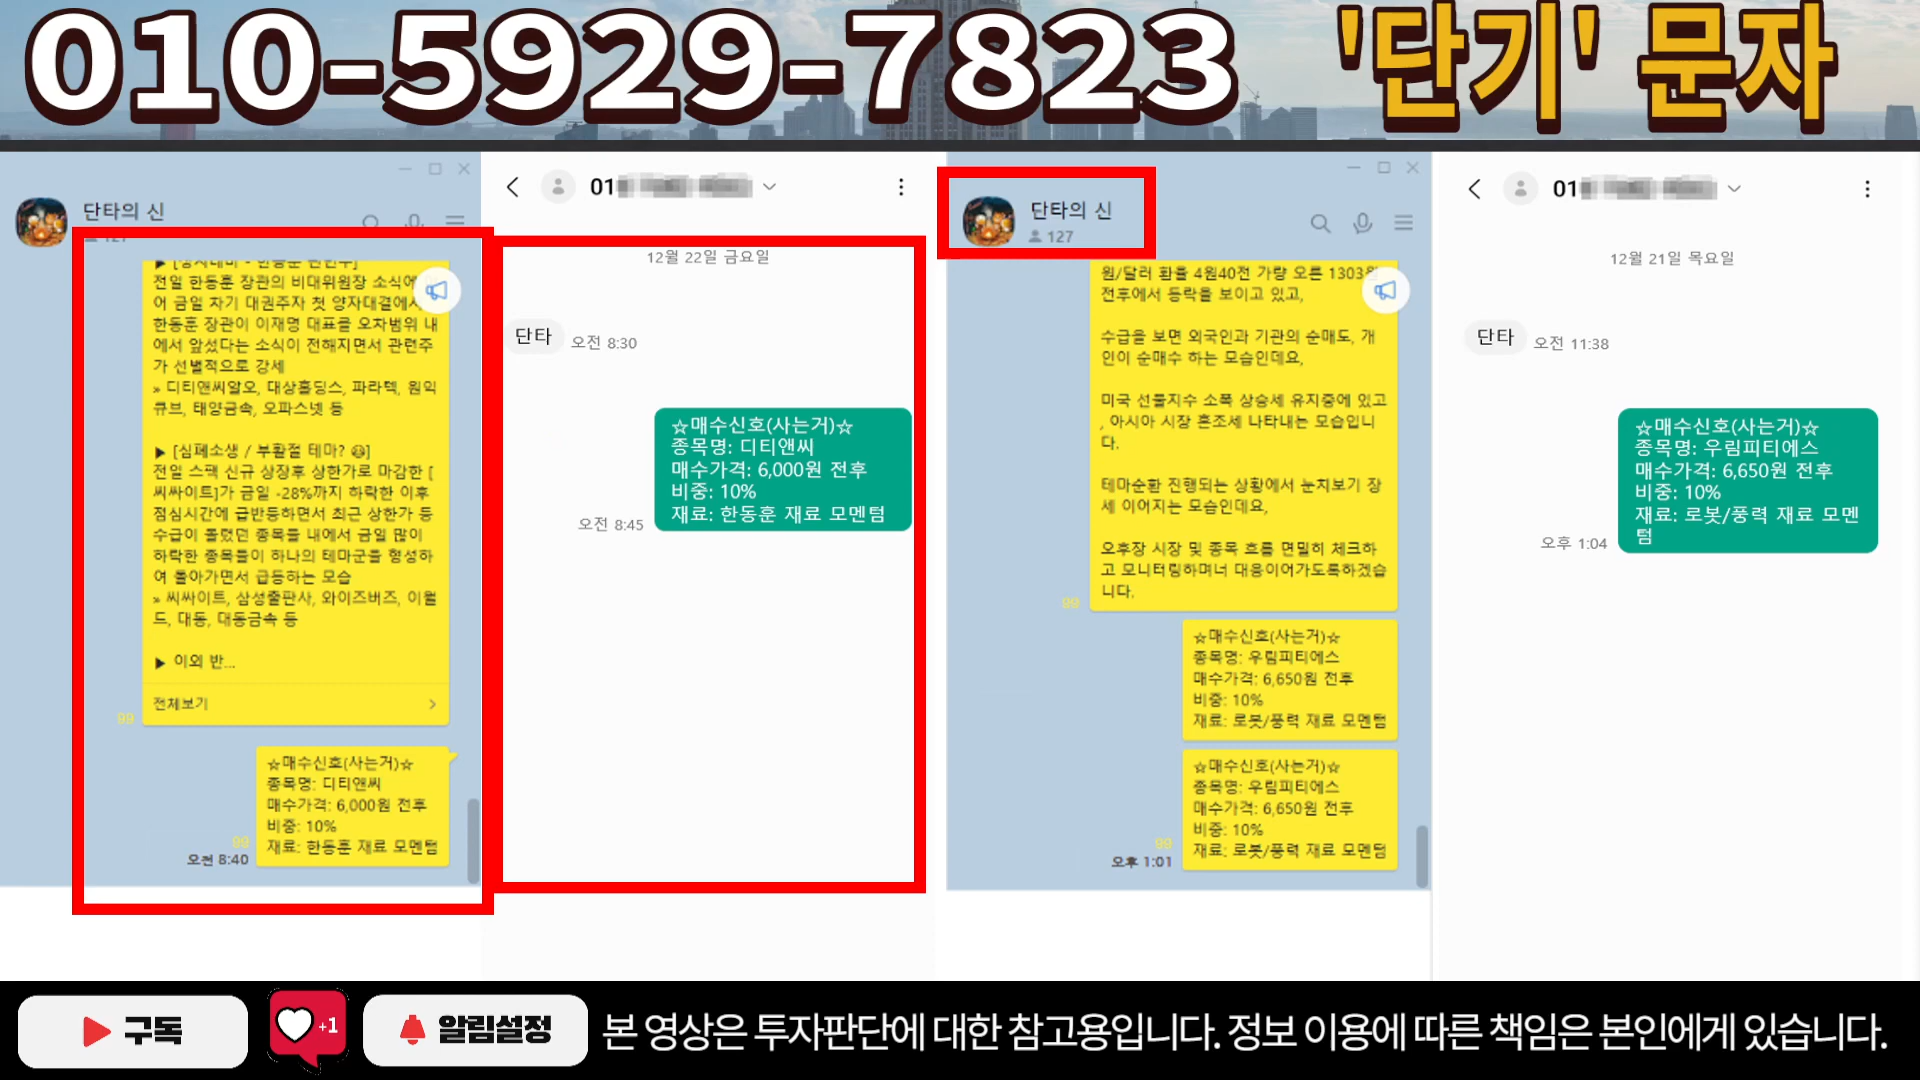 010-5929-7823 '단기' 문자
단타의 신
127
전일 한동훈 장관의 비대위원장 소식에
어 금일 차기 대권주자 첫 양자대결에서
한동훈 장관이 이재명 대표를 오차범위 내
에서 앞섰다는 소식이 전해지면서 관련주
가 선별적으로 강세
» 디티앤씨알오, 대상홀딩스, 파라텍, 원익
큐브, 태양금속, 오파스넷 등
▶ [심폐소생 / 부활절 테마? 😆]
전일 스팩 신규 상장후 상한가로 마감한 [
씨싸이트]가 금일 -28%까지 하락한 이후
점심시간에 급반등하면서 최근 상한가 등
수급이 몰렸던 종목들 내에서 금일 많이
하락한 종목들이 하나의 테마군을 형성하
여 돌아가면서 급등하는 모습
» 씨싸이트, 삼성출판사, 와이즈버즈, 이월
드, 대동, 대동금속 등
▶ 이외 반...
전체보기
99
☆매수신호(사는거)☆
종목명: 디티앤씨
매수가격: 6,000원 전후
비중: 10%
재료: 한동훈 재료 모멘텀
99
오전 8:40
01
12월 22일 금요일
단타
오전 8:30
☆매수신호(사는거)☆
종목명: 디티앤씨
매수가격: 6,000원 전후
비중: 10%
재료: 한동훈 재료 모멘텀
오전 8:45
단타의 신
127
원/달러 환율 4원40전 가량 오른 1303원
전후에서 등락을 보이고 있고,
수급을 보면 외국인과 기관의 순매도, 개
인이 순매수 하는 모습인데요,
미국 선물지수 소폭 상승세 유지중에 있고
, 아시아 시장 혼조세 나타내는 모습입니
다.
테마순환 진행되는 상황에서 눈치보기 장
세 이어지는 모습인데요,
오후장 시장 및 종목 흐름 면밀히 체크하
고 모니터링하며너 대응이어가도록하겠습
니다.
99
☆매수신호(사는거)☆
종목명: 우림피티에스
매수가격: 6,650원 전후
비중: 10%
재료: 로봇/풍력 재료 모멘텀
☆매수신호(사는거)☆
종목명: 우림피티에스
매수가격: 6,650원 전후
비중: 10%
재료: 로봇/풍력 재료 모멘텀
99
오후 1:01
01
12월 21일 목요일
단타
오전 11:38
☆매수신호(사는거)☆
종목명: 우림피티에스
매수가격: 6,650원 전후
비중: 10%
재료: 로봇/풍력 재료 모멘
텀
오후 1:04
구독
+1
알림설정
본 영상은 투자판단에 대한 참고용입니다. 정보 이용에 따른 책임은 본인에게 있습니다.